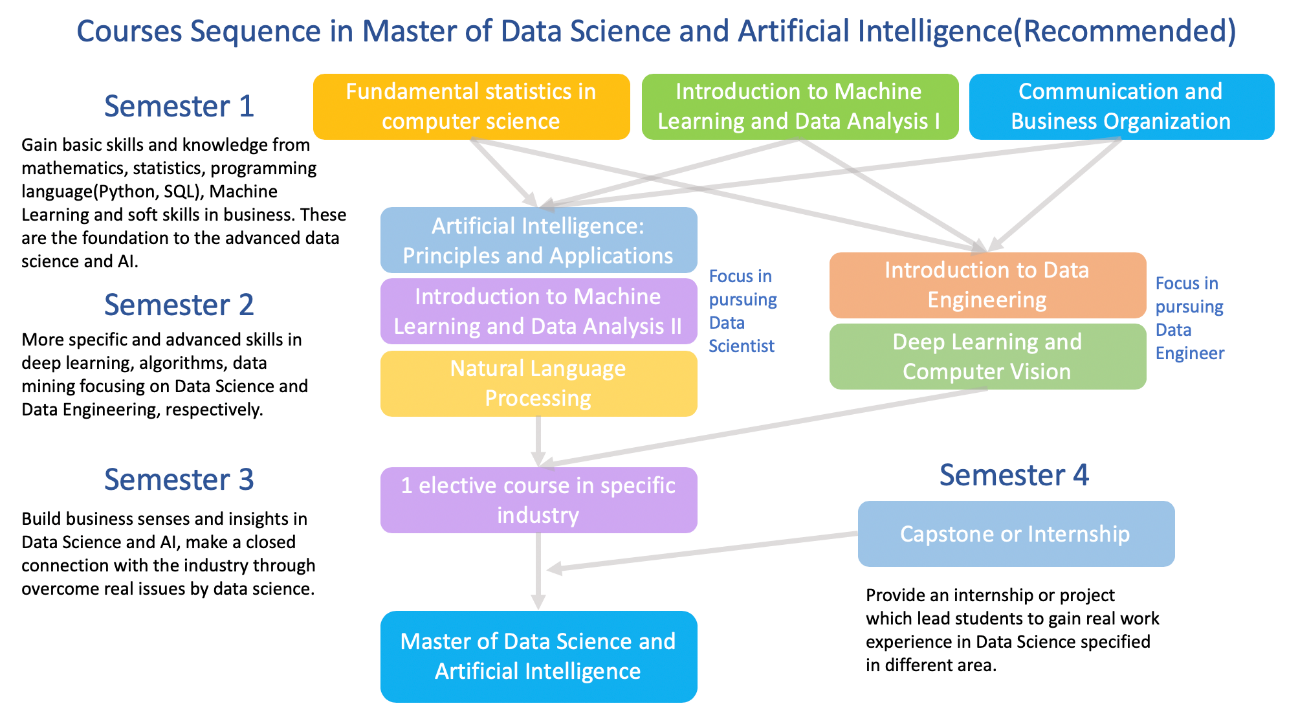 Courses Sequence in Master of Data Science and Artificial Intelligence(Recommended)
Semester 1
Gain basic skills and knowledge from
mathematics, statistics, programming
language(Python, SQL), Machine
Learning and soft skills in business. These
are the foundation to the advanced data
science and AI.
Fundamental statistics in
computer science
Introduction to Machine
Learning and Data Analysis I
Communication and
Business Organization
Semester 2
More specific and advanced skills in
deep learning, algorithms, data
mining focusing on Data Science and
Data Engineering, respectively.
Artificial Intelligence:
Principles and Applications
Introduction to Machine
Learning and Data Analysis II
Natural Language
Processing
Focus in
pursuing
Data
Scientist
Introduction to Data
Engineering
Deep Learning and
Computer Vision
Focus in
pursuing
Data
Engineer
Semester 3
Build business senses and insights in
Data Science and AI, make a closed
connection with the industry through
overcome real issues by data science.
1 elective course in specific
industry
Semester 4
Capstone or Internship
Provide an internship or project
which lead students to gain real work
experience in Data Science specified
in different area.
Master of Data Science and
Artificial Intelligence